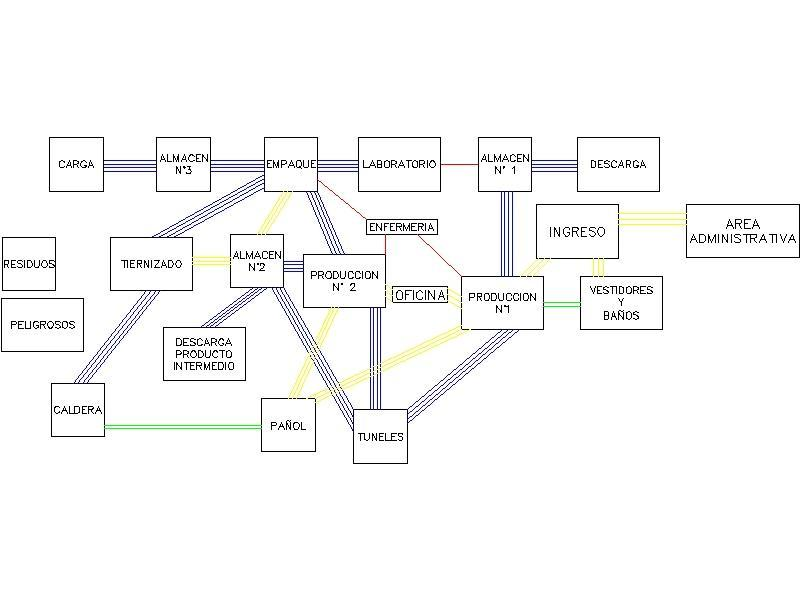 CARGA
ALMACEN
N°3
EMPAQUE
LABORATORIO
ALMACEN
N° 1
DESCARGA
ENFERMERIA
INGRESO
AREA
ADMINISTRATIVA
RESIDUOS
TIERNIZADO
ALMACEN
N°2
PRODUCCION
N° 2
OFICINA
PRODUCCION
N°1
VESTIDORES
Y
BAÑOS
PELIGROSOS
DESCARGA
PRODUCTO
INTERMEDIO
CALDERA
PAÑOL
TUNELES